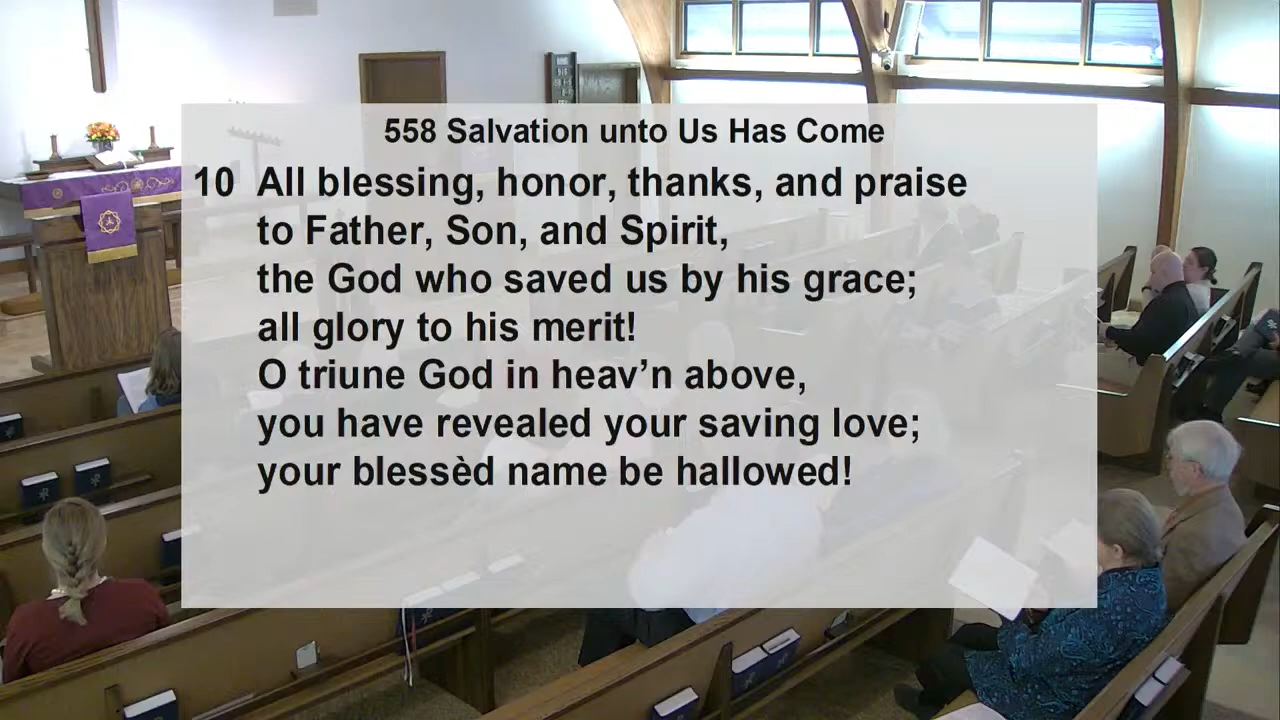 558 Salvation unto Us Has Come
10 All blessing, honor, thanks, and praise
to Father, Son, and Spirit,
the God who saved us by his grace;
all glory to his merit!
O triune God in heav’n above,
you have revealed your saving love;
your blessèd name be hallowed!